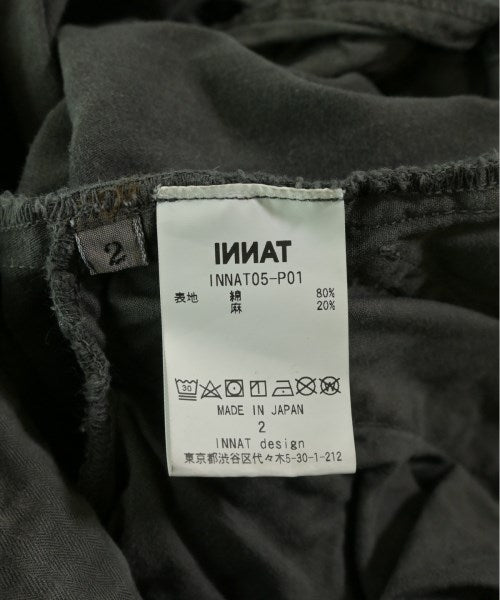 2
INNAT
INNAT05-P01
表地 綿 80%
麻 20%
30
MADE IN JAPAN
2
INNAT design
東京都渋谷区代々木5-30-1-212